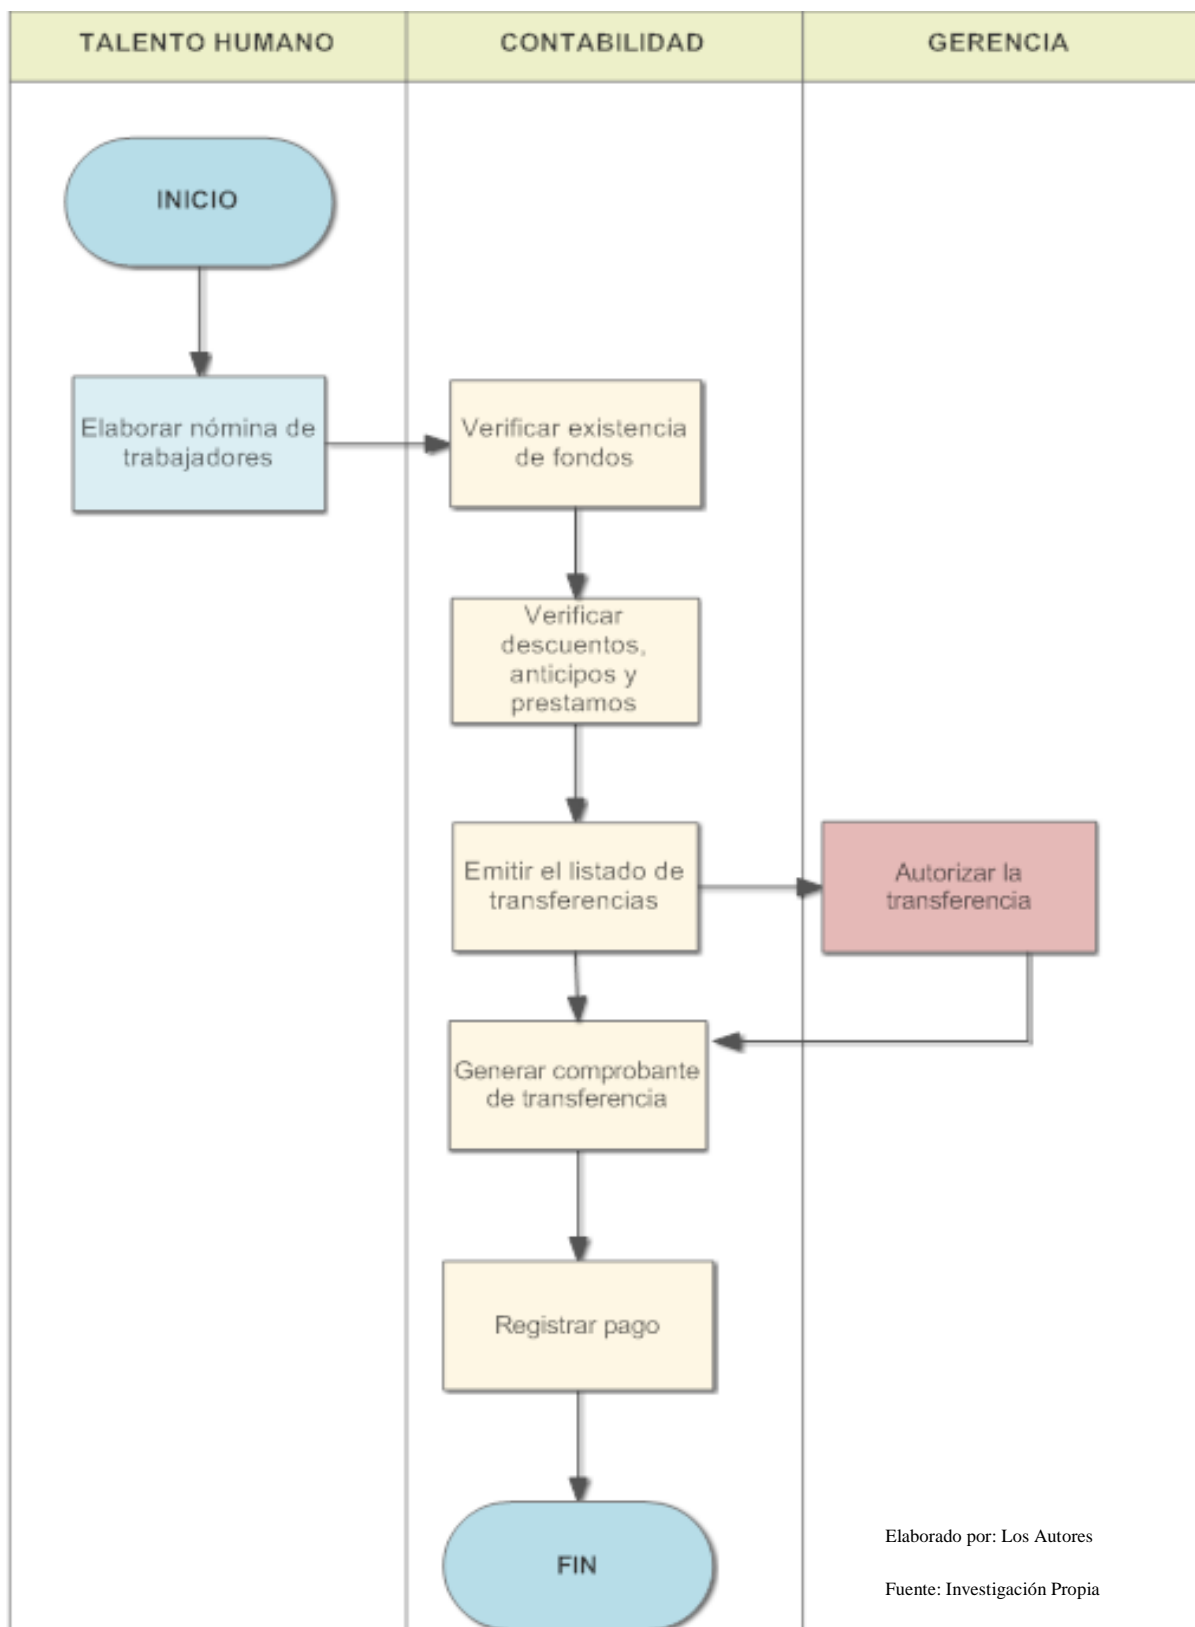 TALENTO HUMANO
CONTABILIDAD
GERENCIA
INICIO
Elaborar nómina de
trabajadores
Verificar existencia
de fondos
Verificar
descuentos,
anticipos y
prestamos
Emitir el listado de
transferencias
Autorizar la
transferencia
Generar comprobante
de transferencia
Registrar pago
FIN
Elaborado por: Los Autores
Fuente: Investigación Propia